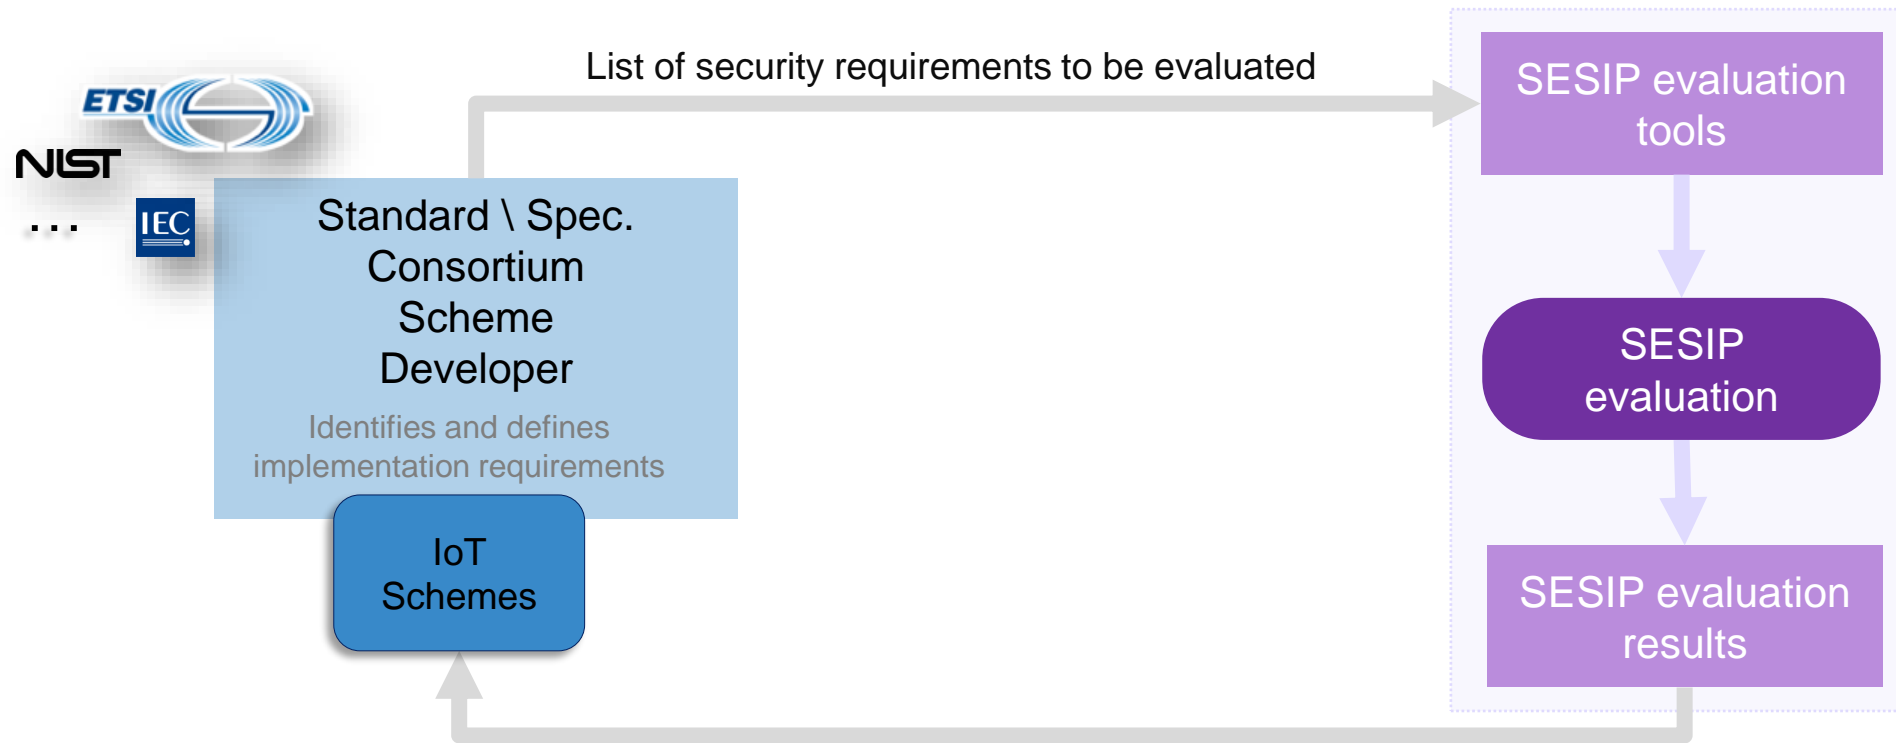 List of security requirements to be evaluated
ETSI
NIST
...
IEC
Standard \ Spec.
Consortium
Scheme
Developer
Identifies and defines
implementation requirements
IoT
Schemes
SESIP evaluation
tools
SESIP
evaluation
SESIP evaluation
results